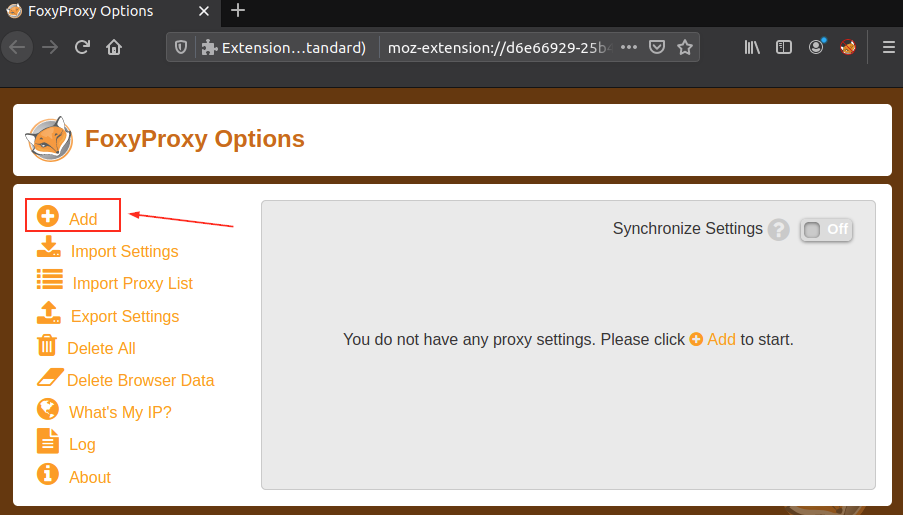 FoxyProxy Options
Extension…tandard) moz-extension://d6e66929-25b4
FoxyProxy Options
Add
Import Settings
Import Proxy List
Export Settings
Delete All
Delete Browser Data
What's My IP?
Log
About
Synchronize Settings ? Off
You do not have any proxy settings. Please click Add to start.